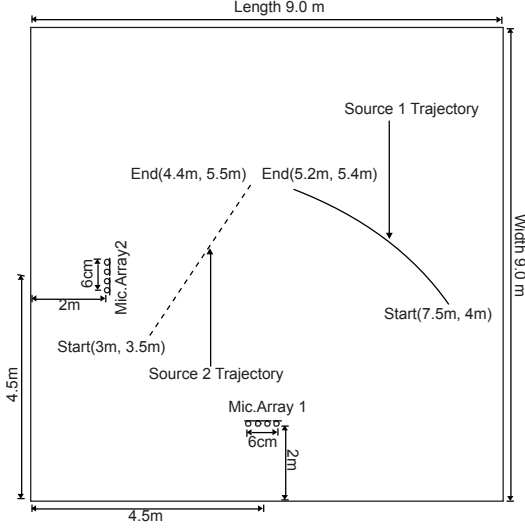 Length 9.0 m
Source 1 Trajectory
End(4.4m, 5.5m)
End(5.2m, 5.4m)
Width 9.0 m
6cm
Mic.Array2
2m
Start(7.5m, 4m)
Start(3m, 3.5m)
Source 2 Trajectory
4.5m
Mic.Array 1
6cm
2m
4.5m